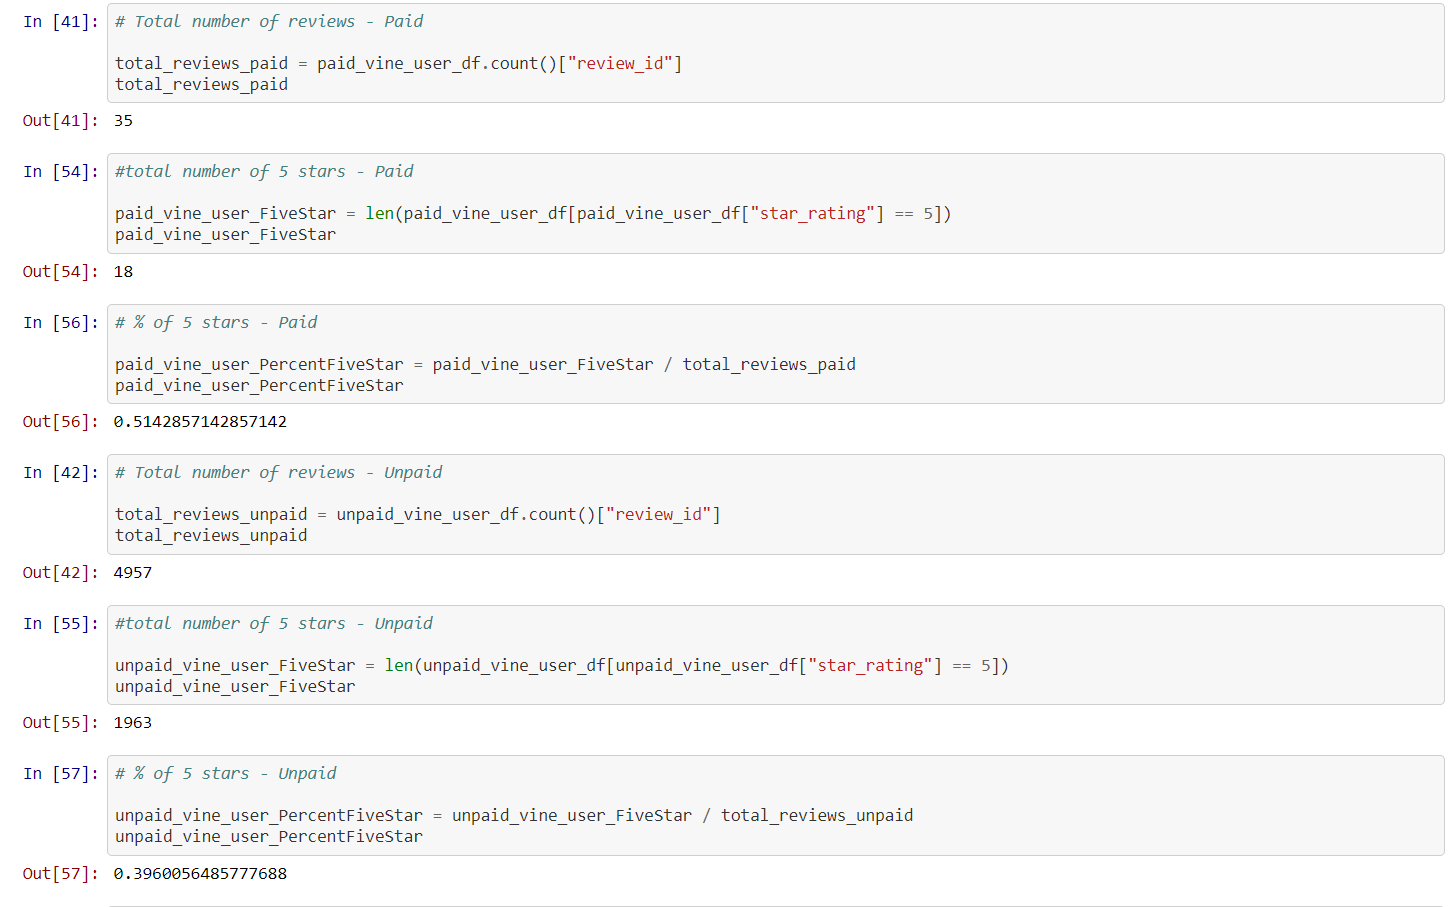 In [41]: # Total number of reviews - Paid
total_reviews_paid = paid_vine_user_df.count()["review_id"]
total_reviews_paid
Out[41]: 35
In [54]: #total number of 5 stars - Paid
paid_vine_user_FiveStar = len(paid_vine_user_df[paid_vine_user_df["star_rating"] == 5])
paid_vine_user_FiveStar
Out[54]: 18
In [56]: # % of 5 stars - Paid
paid_vine_user_PercentFiveStar = paid_vine_user_FiveStar / total_reviews_paid
paid_vine_user_PercentFiveStar
Out[56]: 0.5142857142857142
In [42]: # Total number of reviews - Unpaid
total_reviews_unpaid = unpaid_vine_user_df.count()["review_id"]
total_reviews_unpaid
Out[42]: 4957
In [55]: #total number of 5 stars - Unpaid
unpaid_vine_user_FiveStar = len(unpaid_vine_user_df[unpaid_vine_user_df["star_rating"] == 5])
unpaid_vine_user_FiveStar
Out[55]: 1963
In [57]: # % of 5 stars - Unpaid
unpaid_vine_user_PercentFiveStar = unpaid_vine_user_FiveStar / total_reviews_unpaid
unpaid_vine_user_PercentFiveStar
Out[57]: 0.3960056485777688